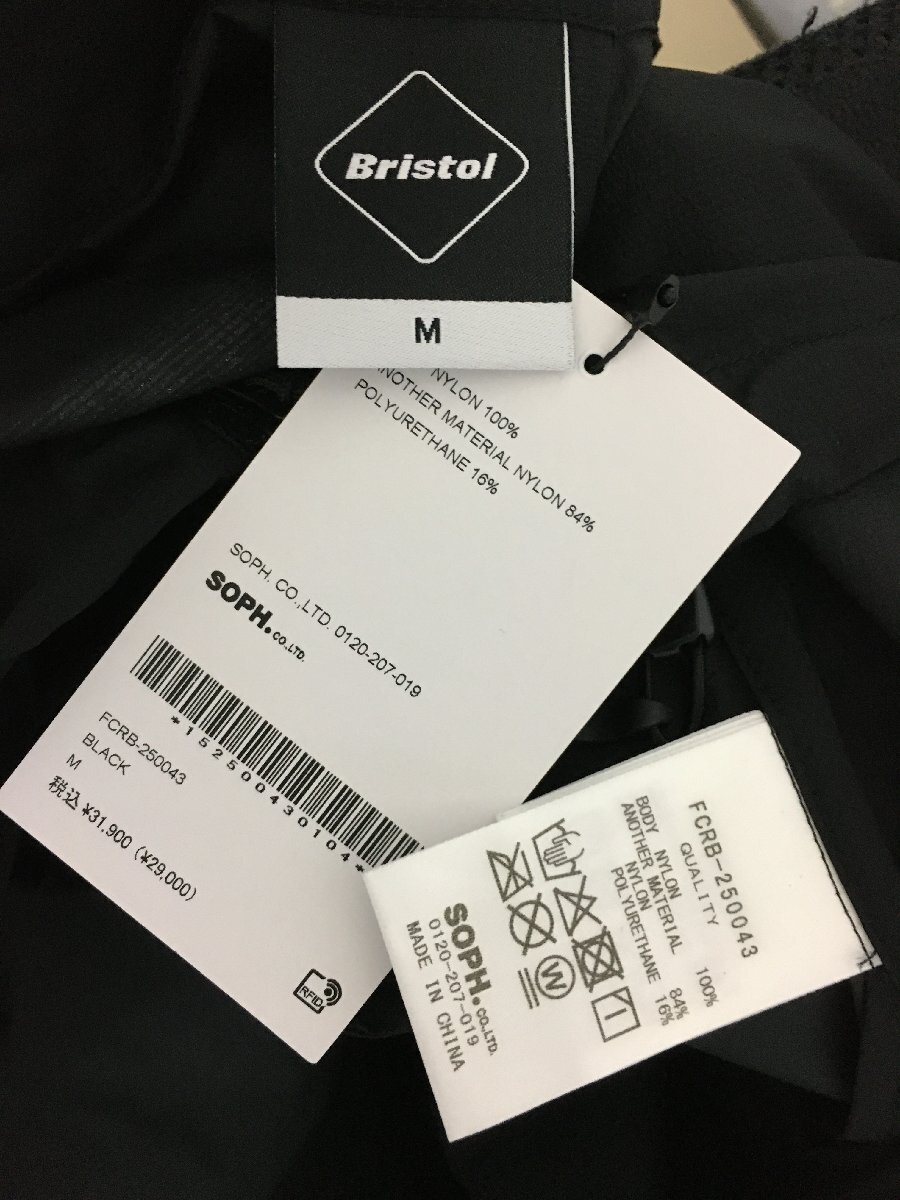 Bristol
M
NYLON 100%
ANOTHER MATERIAL NYLON 84%
POLYURETHANE 16%
SOPH. CO.,LTD. 0120-207-019
SOPH.CO.,LTD.
*15250043010 4*
FCRB-250043
BLACK
M
税込 ¥31,900 (¥29,000)
RFID
FCRB-250043
QUALITY
BODY
NYLON 100%
ANOTHER MATERIAL
NYLON 84%
POLYURETHANE 16%
W
SOPH.CO.,LTD.
0120-207-019
MADE IN CHINA